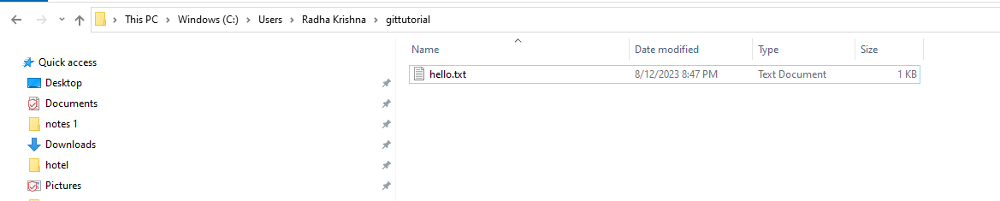 This PC > Windows (C:) > Users > Radha Krishna > gittutorial
Name Date modified Type Size
Quick access
hello.txt 8/12/2023 8:47 PM Text Document 1 KB
Desktop
Documents
notes 1
Downloads
hotel
Pictures